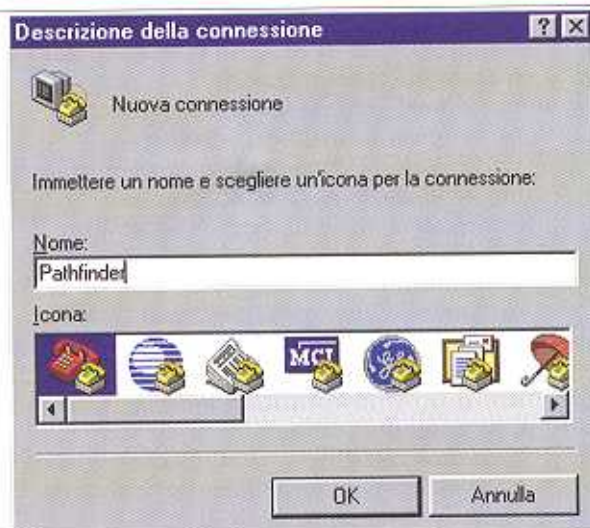 Descrizione della connessione
Nuova connessione
Immettere un nome e scegliere un'icona per la connessione:
Nome:
Pathfinder
Icona:
MCI
OK
Annulla